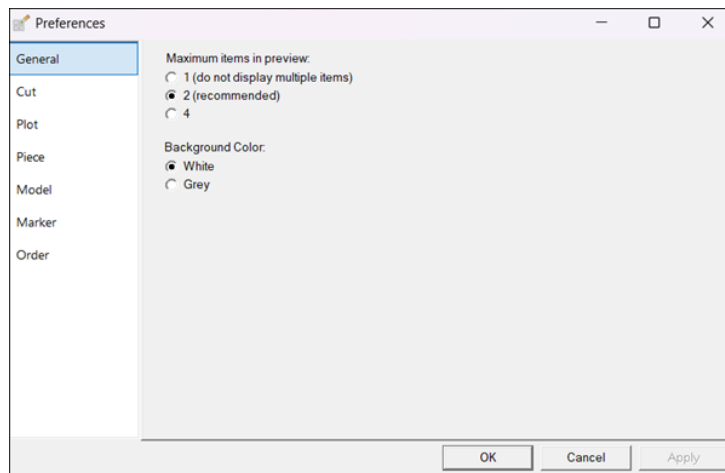 Preferences
General
Cut
Plot
Piece
Model
Marker
Order
Maximum items in preview:
1 (do not display multiple items)
2 (recommended)
4
Background Color:
White
Grey
OK
Cancel
Apply